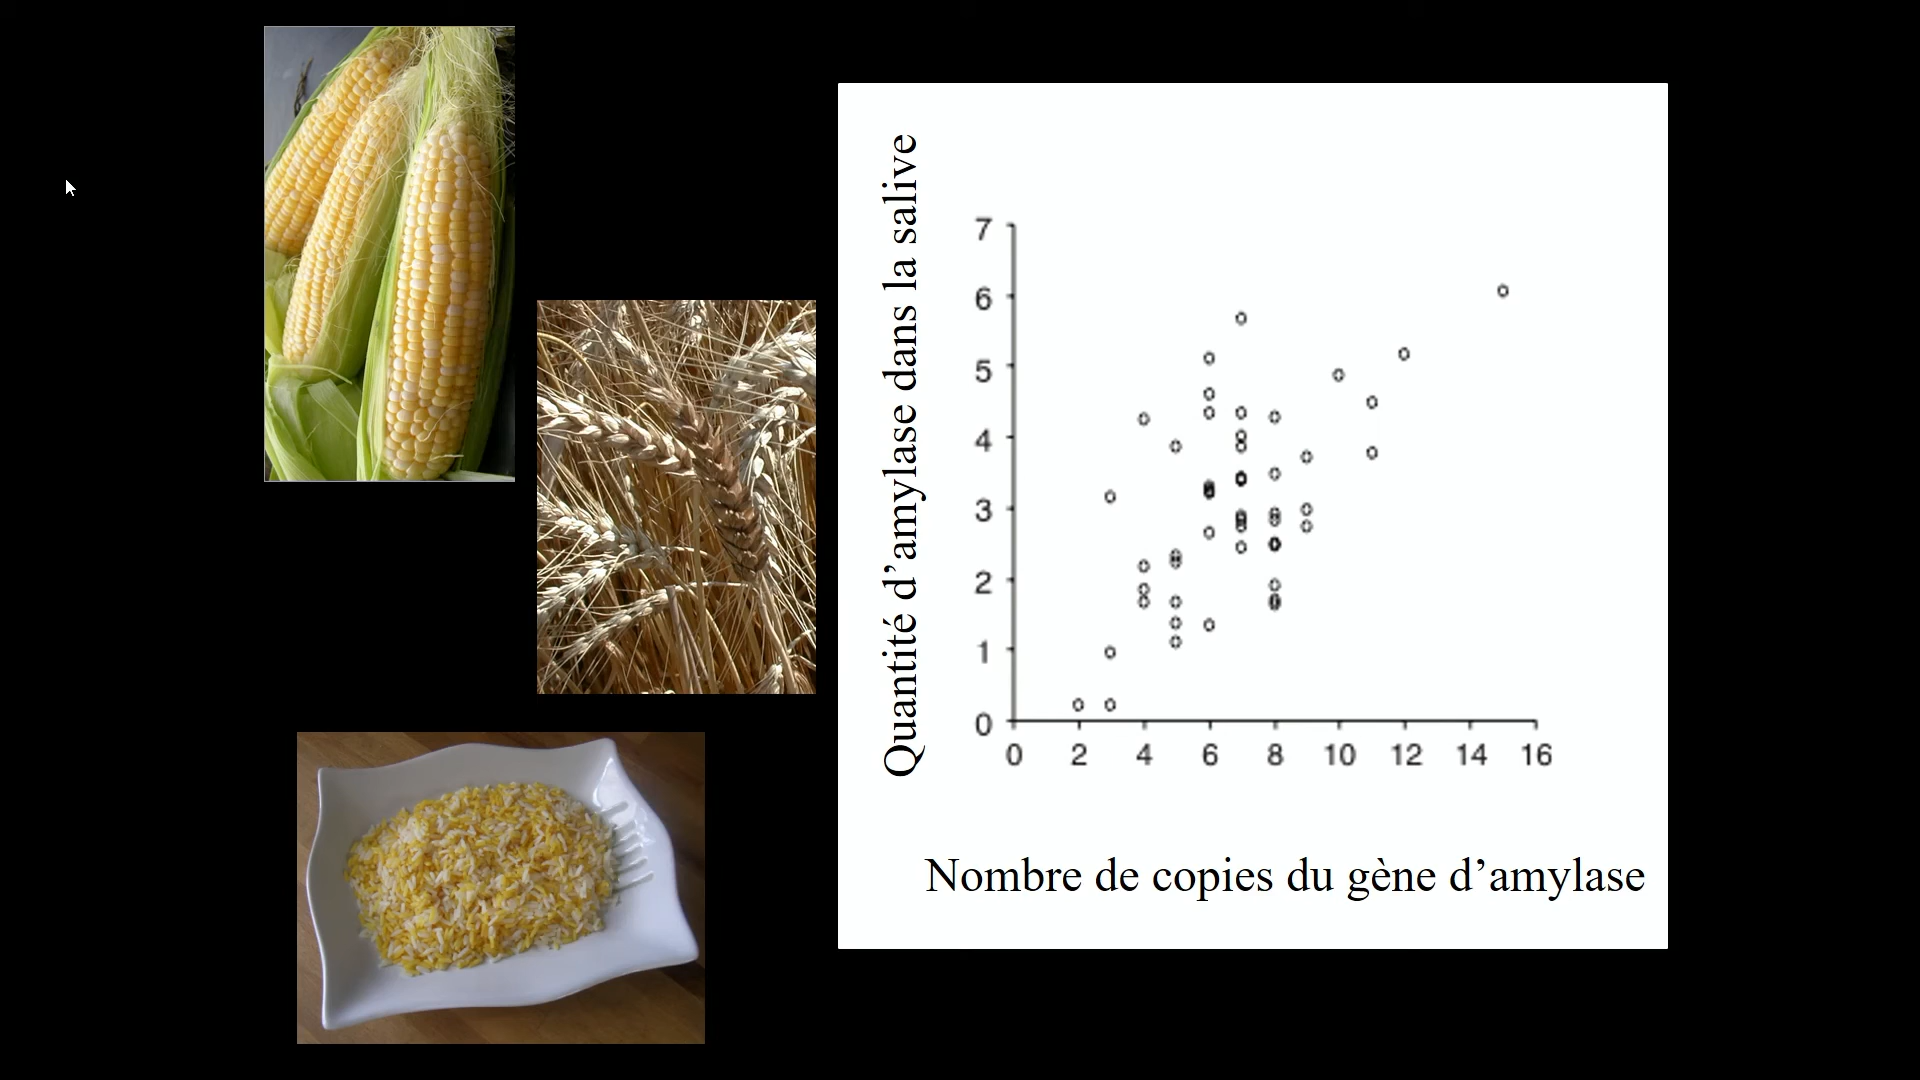 Quantité d’amylase dans la salive
7
6
5
4
3
2
1
0
0 2 4 6 8 10 12 14 16
Nombre de copies du gène d’amylase